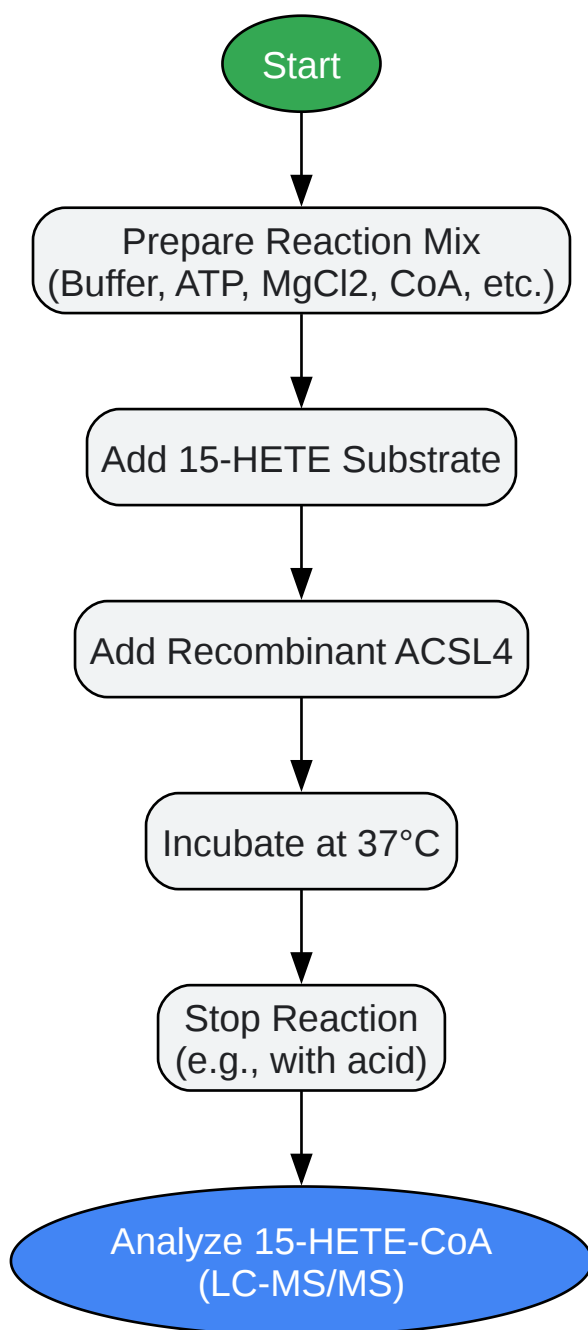 Start
Prepare Reaction Mix
(Buffer, ATP, MgCl2, CoA, etc.)
Add 15-HETE Substrate
Add Recombinant ACSL4
Incubate at 37°C
Stop Reaction
(e.g., with acid)
Analyze 15-HETE-CoA
(LC-MS/MS)